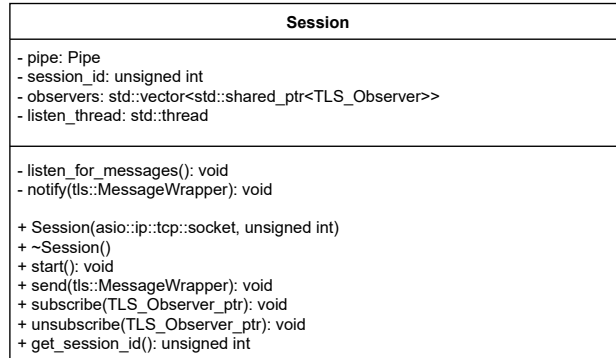 Session
- pipe: Pipe
- session_id: unsigned int
- observers: std::vector<std::shared_ptr<TLS_Observer>>
- listen_thread: std::thread
- listen_for_messages(): void
- notify(tls::MessageWrapper): void
+ Session(asio::ip::tcp::socket, unsigned int)
+ ~Session()
+ start(): void
+ send(tls::MessageWrapper): void
+ subscribe(TLS_Observer_ptr): void
+ unsubscribe(TLS_Observer_ptr): void
+ get_session_id(): unsigned int